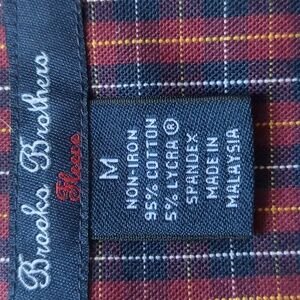 Brooks Brothers
Fleece
M
NON-IRON
95% COTTON
5% LYCRA®
SPANDEX
MADE IN
MALAYSIA